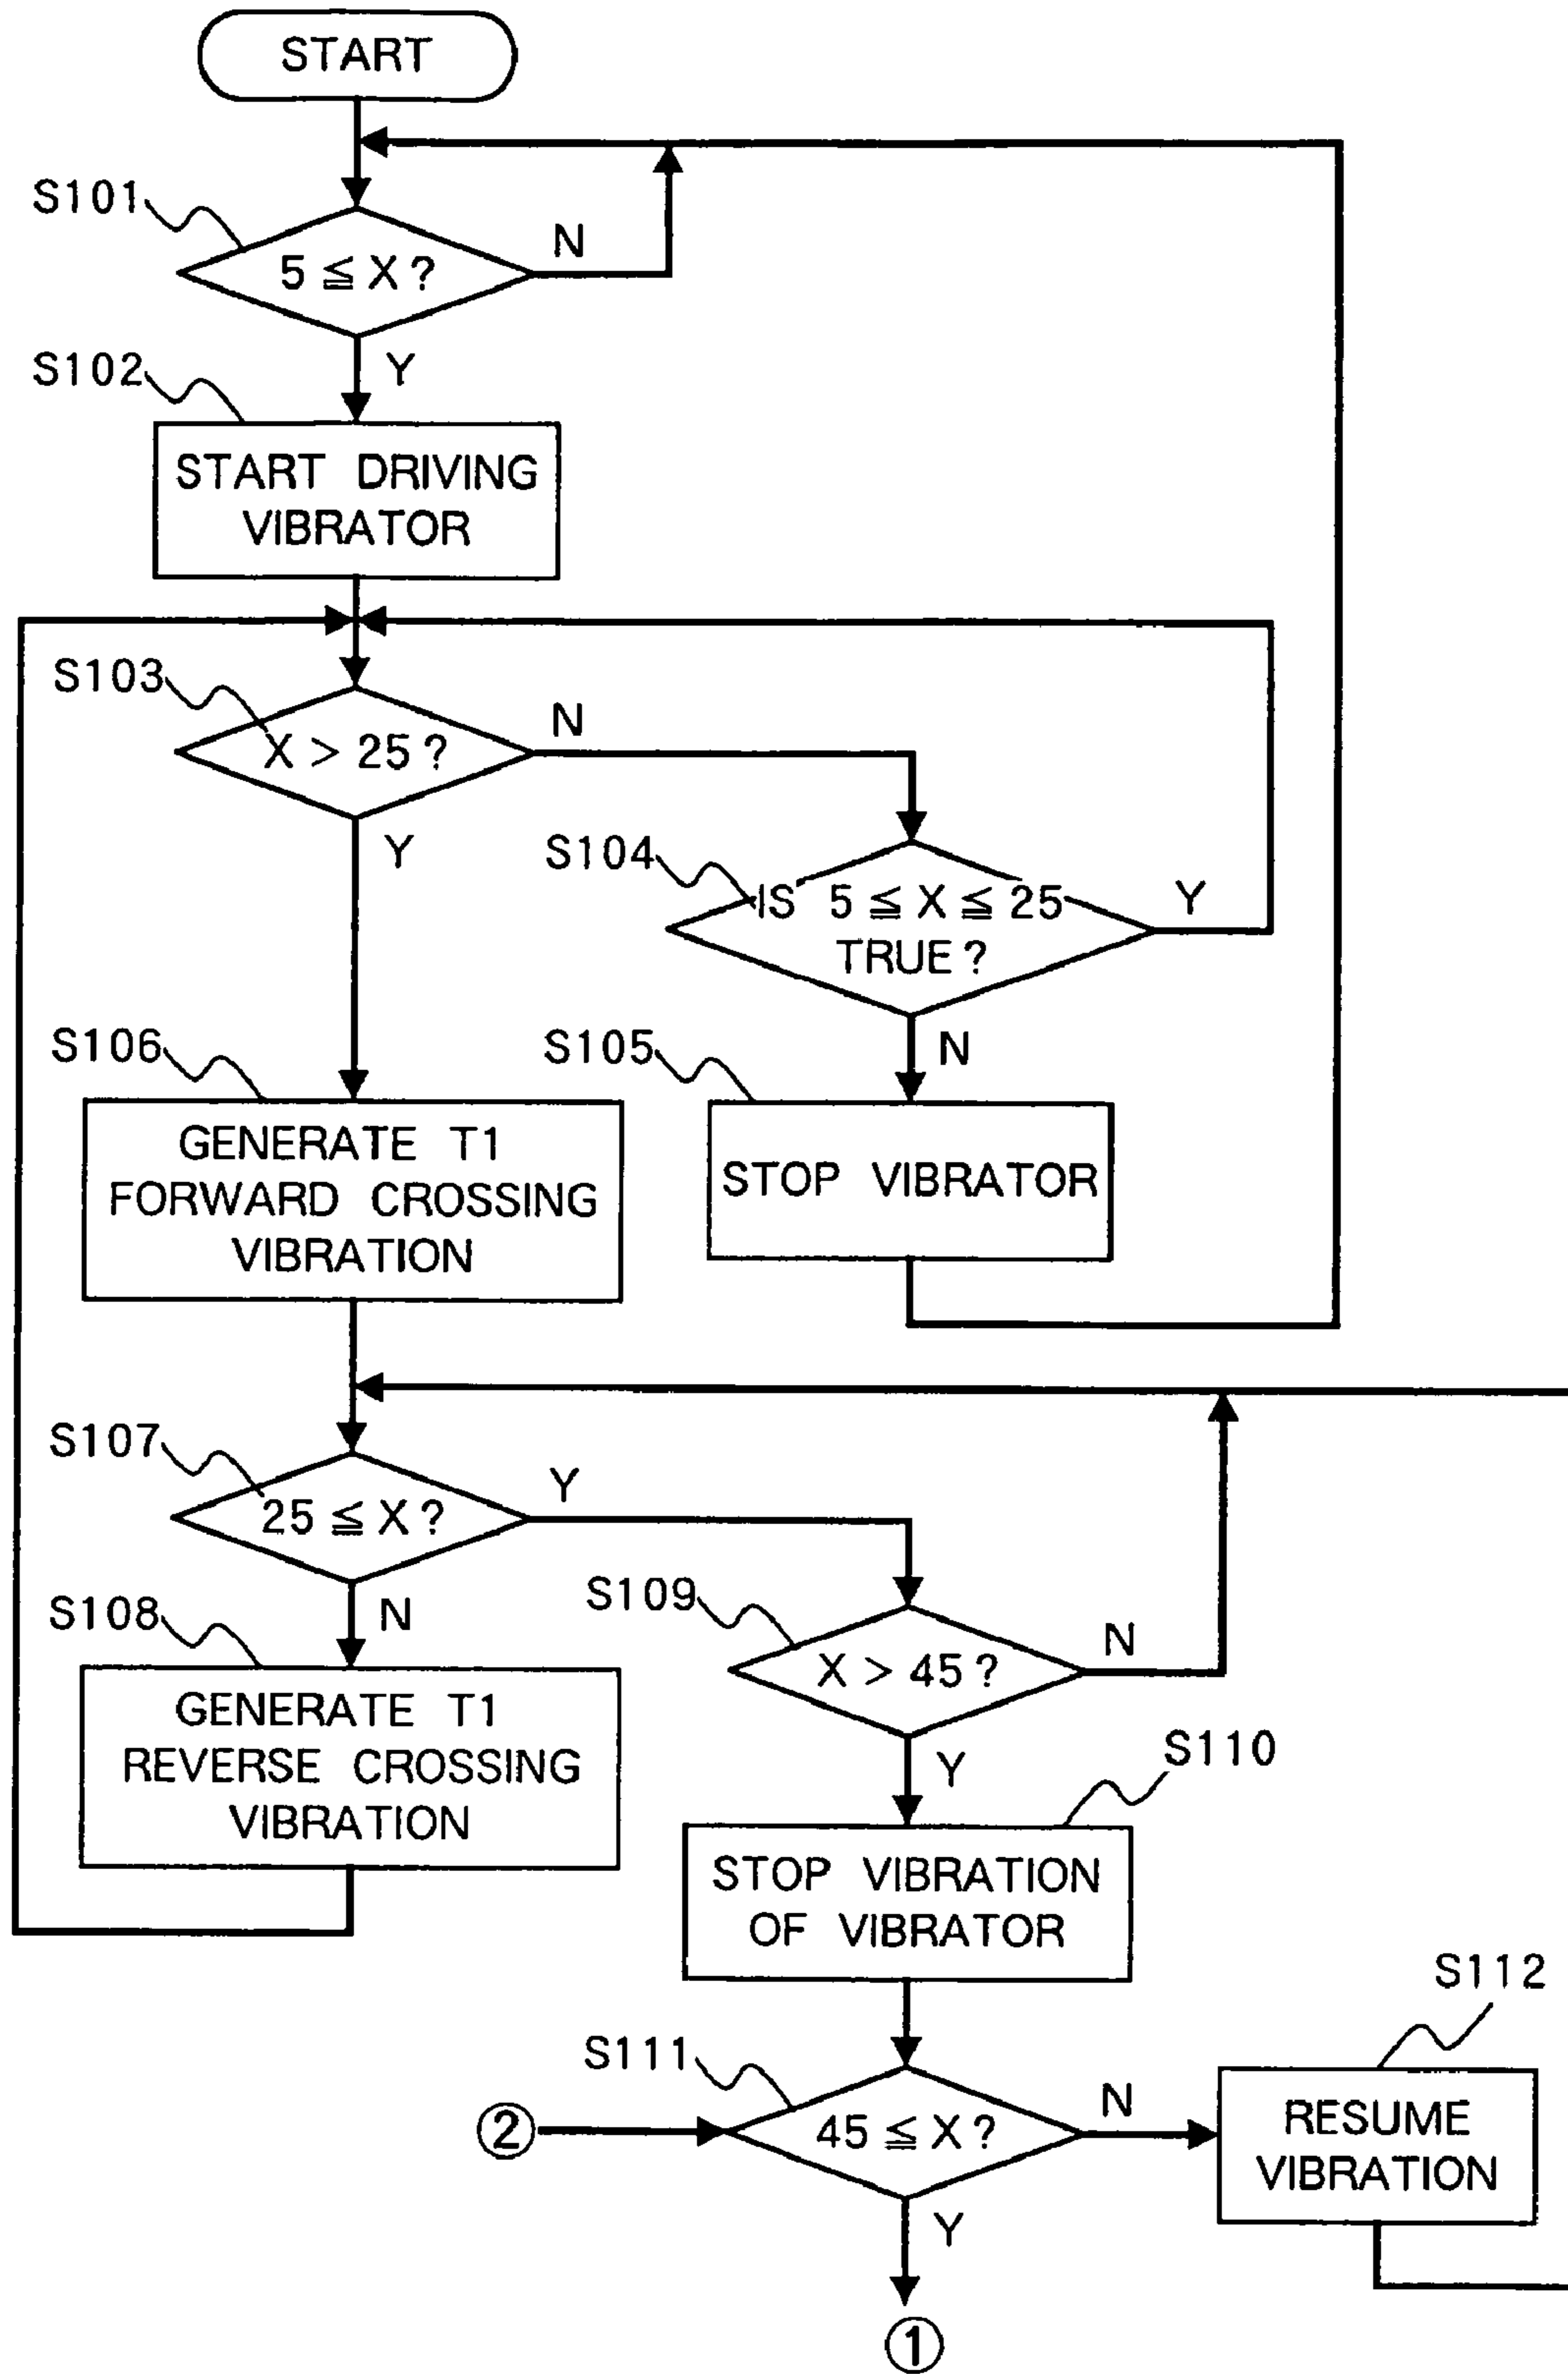 START
S101
5 ≦ X ?
N
Y
S102
START DRIVING
VIBRATOR
S103
X > 25 ?
N
Y
S104
IS 5 ≦ X ≦ 25
TRUE ?
Y
N
S105
STOP VIBRATOR
S106
GENERATE T1
FORWARD CROSSING
VIBRATION
S107
25 ≦ X ?
Y
N
S108
GENERATE T1
REVERSE CROSSING
VIBRATION
S109
X > 45 ?
N
Y
S110
STOP VIBRATION
OF VIBRATOR
S111
②
45 ≦ X ?
N
Y
S112
RESUME
VIBRATION
①